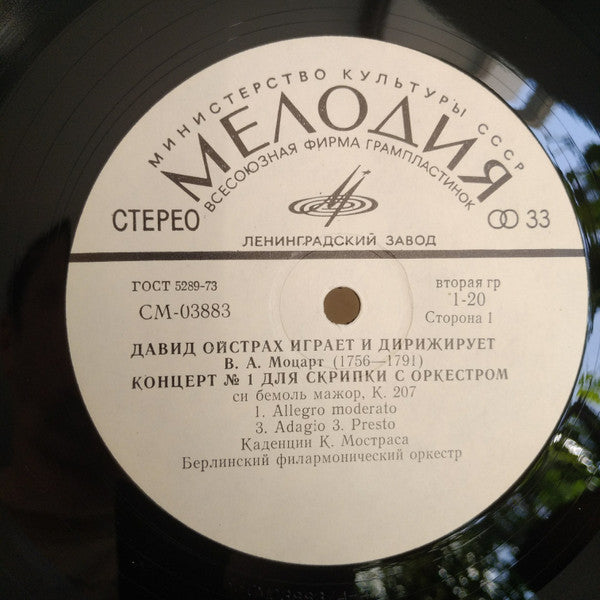 МИНИСТЕРСТВО КУЛЬТУРЫ СССР
МЕЛОДИЯ
ВСЕСОЮЗНАЯ ФИРМА ГРАМПЛАСТИНОК
СТЕРЕО
33
ЛЕНИНГРАДСКИЙ ЗАВОД
ГОСТ 5289-73
вторая гр
СМ-03883
1-20
Сторона 1
ДАВИД ОЙСТРАХ ИГРАЕТ И ДИРИЖИРУЕТ
В. А. Моцарт (1756—1791)
КОНЦЕРТ № 1 ДЛЯ СКРИПКИ С ОРКЕСТРОМ
си бемоль мажор, К. 207
1. Allegro moderato
3. Adagio 3. Presto
Каденции К. Мостраса
Берлинский филармонический оркестр